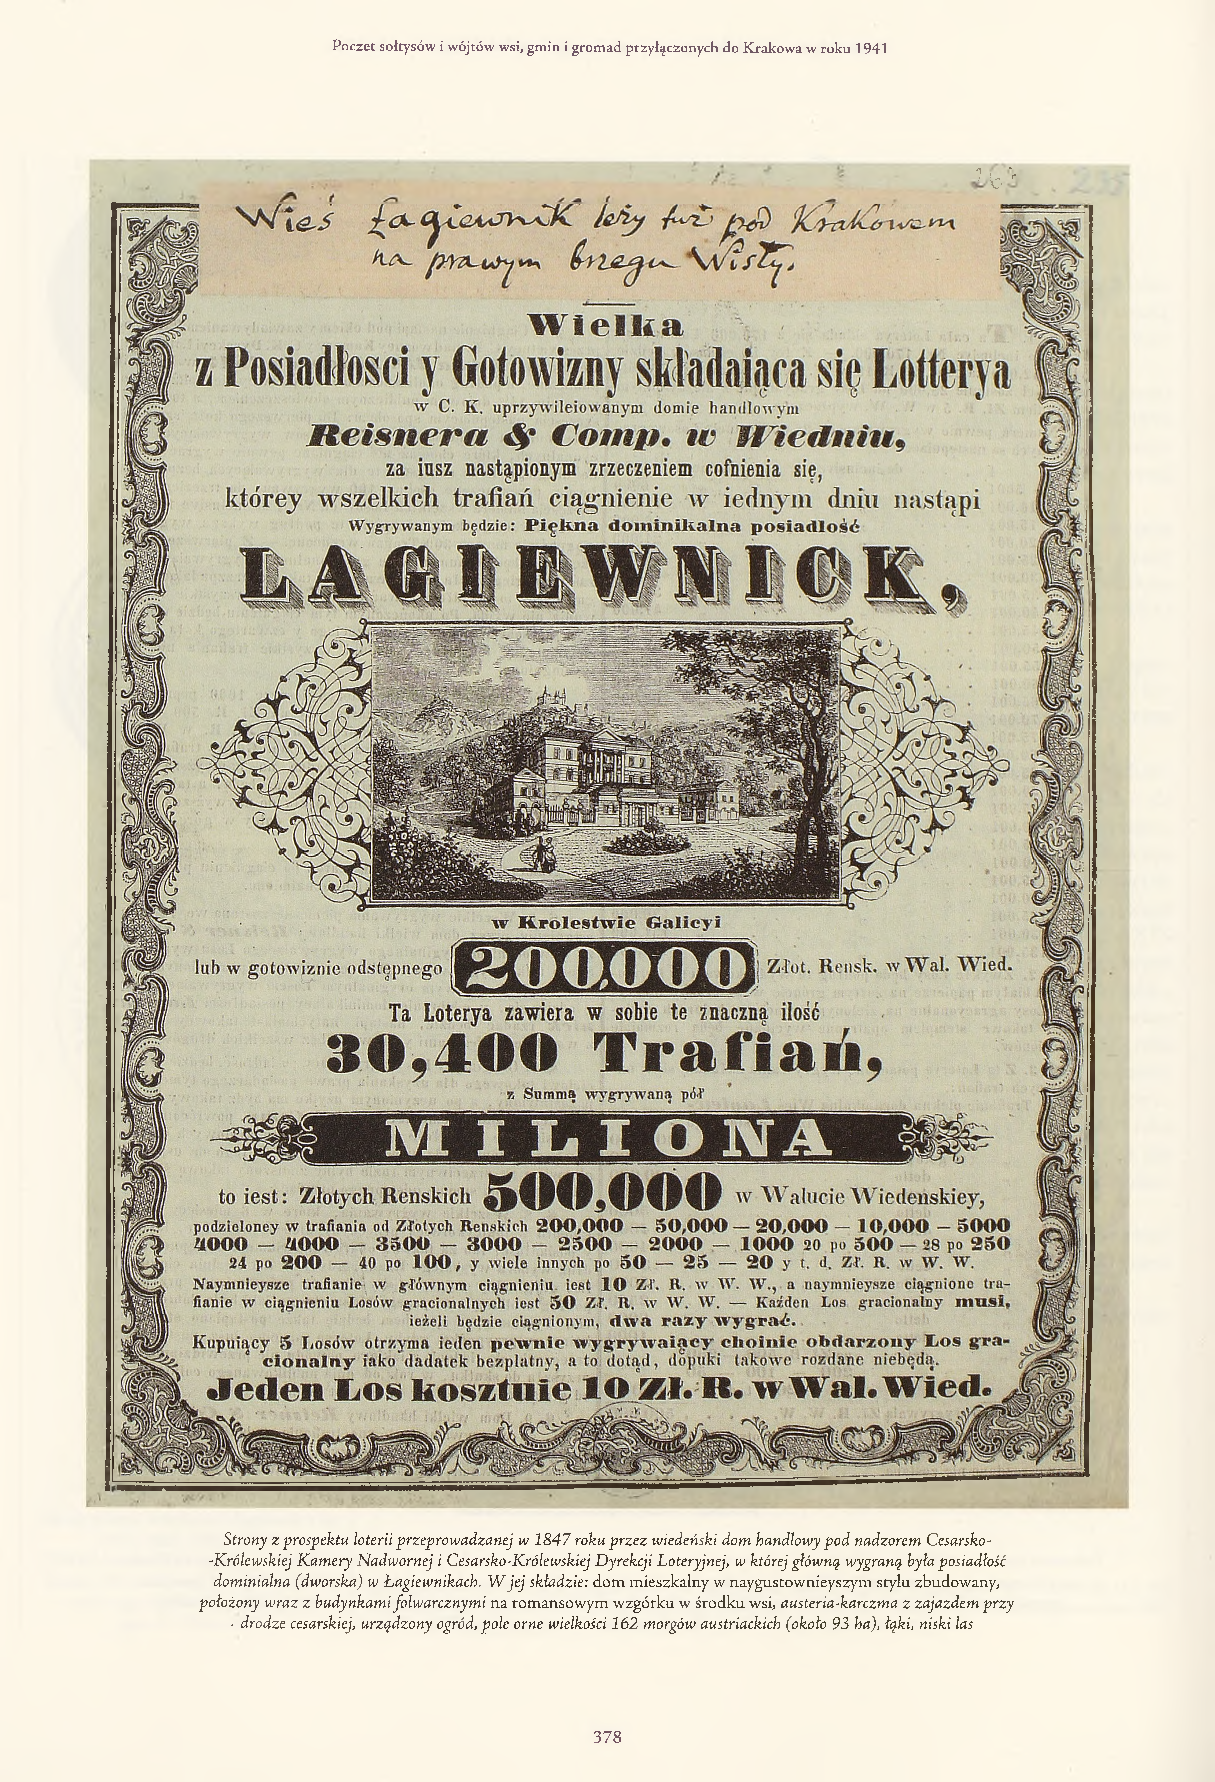 Poczet sołtysów i wójtów wsi, gmin i gromad przyłączonych do Krakowa w roku 1941
263
235
Wieś Łagiewnik leży tuż pod Krakowem
na prawym brzegu Wisły.
Wielka
z Posiadłosci y Gotowizny składaiąca się Lotterya
w C. K. uprzywileiowanym domie handlowym
Reisnera & Comp. w Wiedniu,
za iusz nastąpionym zrzeczeniem cofnienia się,
którey wszelkich trafiań ciągnienie w iednym dniu nastąpi
Wygrywanym będzie: Piękna dominikalna posiadlość
LAGIEWNICK,
w Krolestwie Galicyi
lub w gotowiznie odstępnego 200,000 Złot. Rensk. w Wal. Wied.
Ta Loterya zawiera w sobie te znaczną ilość
30,400 Trafiań,
z Summą wygrywaną pół
MILIONA
to iest: Złotych Renskich 500,000 w Walucie Wiedeńskiey,
podzieloney w trafiania od Złotych Renskich 200,000 — 50,000 — 20,000 — 10,000 — 5000
4000 — 4000 — 3500 — 3000 — 2500 — 2000 — 1000 20 po 500 — 28 po 250
24 po 200 — 40 po 100, y wiele innych po 50 — 25 — 20 y t. d. Zł. R. w W. W.
Naymnieysze trafianie w głównym ciągnieniu iest 10 Zł. R. w W. W., a naymnieysze ciągnione tra-
fianie w ciągnieniu Losów gracionalnych iest 50 Zł. R. w W. W. — Każden Los gracionalny musi,
ieżeli będzie ciągnionym, dwa razy wygrać.
Kupuiący 5 Losów otrzyma ieden pewnie wygrywaiący choinie obdarzony Los gra-
cionalny iako dadatek bezplatny, a to dotąd, dopuki takowe rozdane niebędą.
Jeden Los kosztuie 10 Zł. R. w Wal. Wied.
Strony z prospektu loterii przeprowadzanej w 1847 roku przez wiedeński dom handlowy pod nadzorem Cesarsko-
-Królewskiej Kamery Nadwornej i Cesarsko-Królewskiej Dyrekcji Loteryjnej, w której główną wygraną była posiadłość
dominialna (dworska) w Łagiewnikach. W jej składzie: dom mieszkalny w naygustownieyszym stylu zbudowany,
położony wraz z budynkami folwarcznymi na romansowym wzgórku w środku wsi, austeria-karczma z zajazdem przy
drodze cesarskiej, urządzony ogród, pole orne wielkości 162 morgów austriackich (około 93 ha), łąki, niski las
378